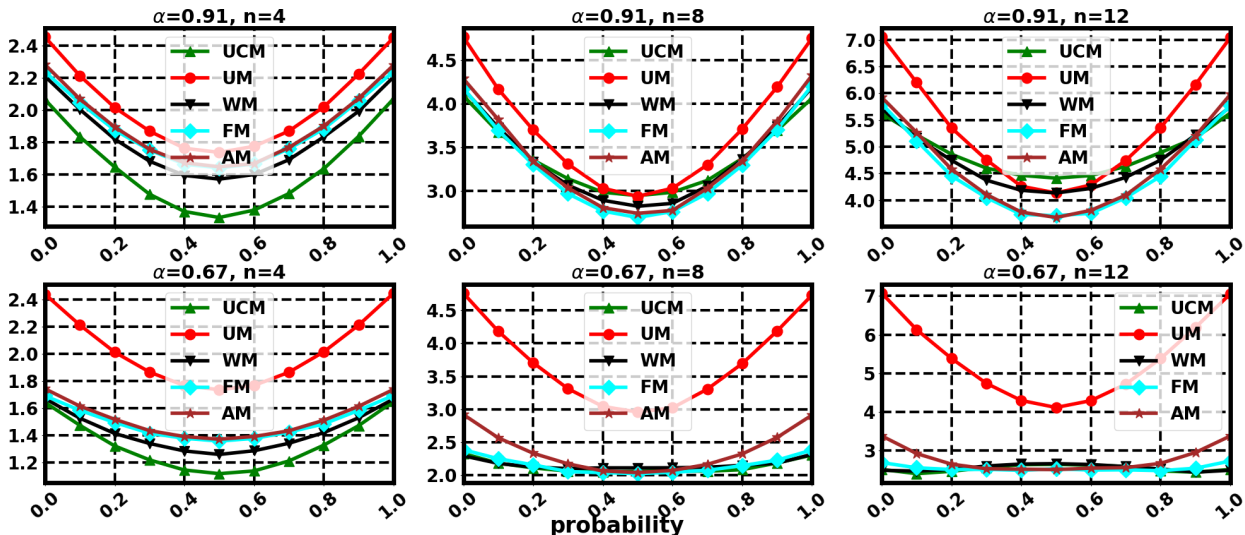 α=0.91, n=4
2.4
2.2
2.0
1.8
1.6
1.4
0.0 0.2 0.4 0.6 0.8 1.0
UCM
UM
WM
FM
AM
α=0.91, n=8
4.5
4.0
3.5
3.0
0.0 0.2 0.4 0.6 0.8 1.0
UCM
UM
WM
FM
AM
α=0.91, n=12
7.0
6.5
6.0
5.5
5.0
4.5
4.0
0.0 0.2 0.4 0.6 0.8 1.0
UCM
UM
WM
FM
AM
α=0.67, n=4
2.4
2.2
2.0
1.8
1.6
1.4
1.2
0.0 0.2 0.4 0.6 0.8 1.0
UCM
UM
WM
FM
AM
α=0.67, n=8
4.5
4.0
3.5
3.0
2.5
2.0
0.0 0.2 0.4 0.6 0.8 1.0
UCM
UM
WM
FM
AM
α=0.67, n=12
7
6
5
4
3
0.0 0.2 0.4 0.6 0.8 1.0
UCM
UM
WM
FM
AM
probability